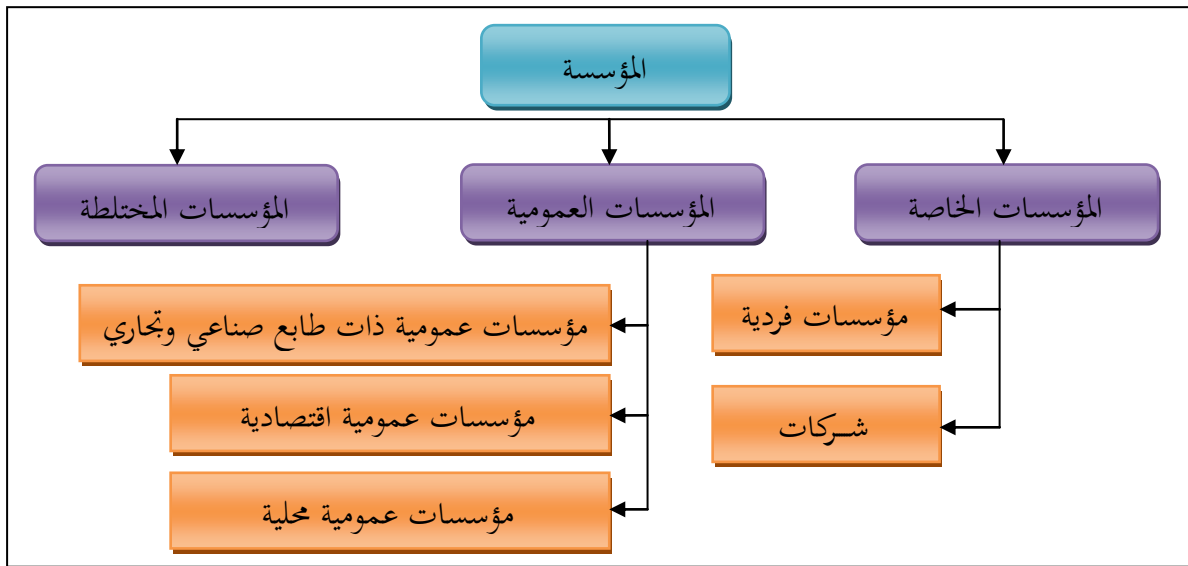 المؤسسة
المؤسسات الخاصة
المؤسسات العمومية
المؤسسات المختلطة
مؤسسات فردية
شــركات
مؤسسات عمومية ذات طابع صناعي وتجاري
مؤسسات عمومية اقتصادية
مؤسسات عمومية محلية